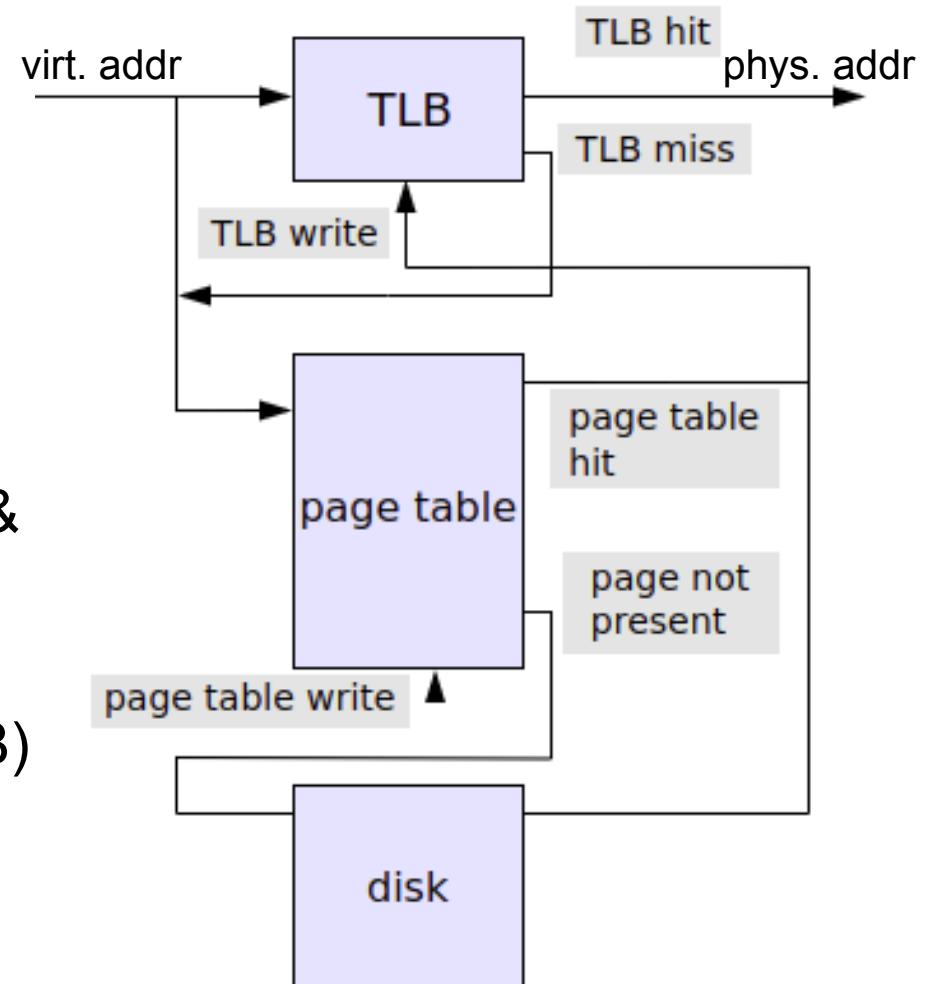 TLB hit
virt. addr
phys. addr
TLB
TLB miss
TLB write
page table
hit
&
page table
page not
present
page table write
B)
disk